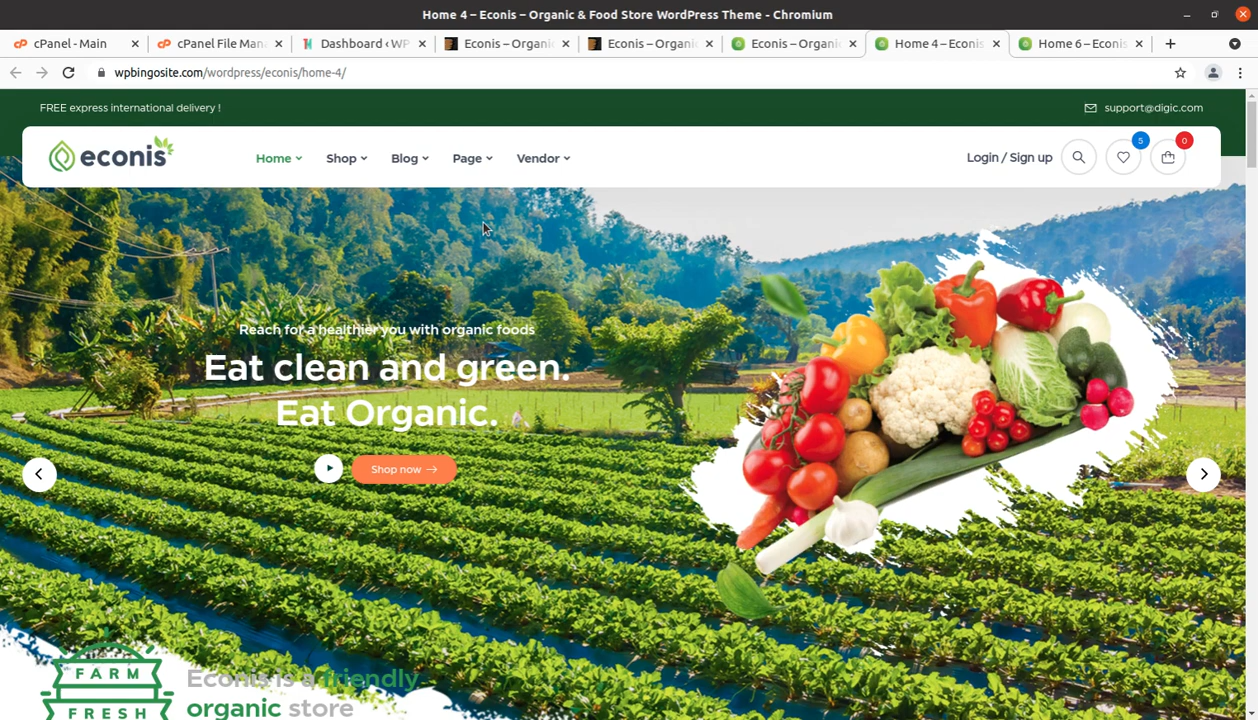 Home 4 – Econis – Organic & Food Store WordPress Theme - Chromium
cPanel - Main
cPanel File Mana
Dashboard ‹ WP
Econis – Organic
Econis – Organic
Econis – Organic
Home 4 – Econis
Home 6 – Econis
wpbingosite.com/wordpress/econis/home-4/
FREE express international delivery !
support@digic.com
econis
Home
Shop
Blog
Page
Vendor
Login / Sign up
5
0
Reach for a healthier you with organic foods
Eat clean and green.
Eat Organic.
Shop now
FARM
FRESH
Econis is a friendly
organic store